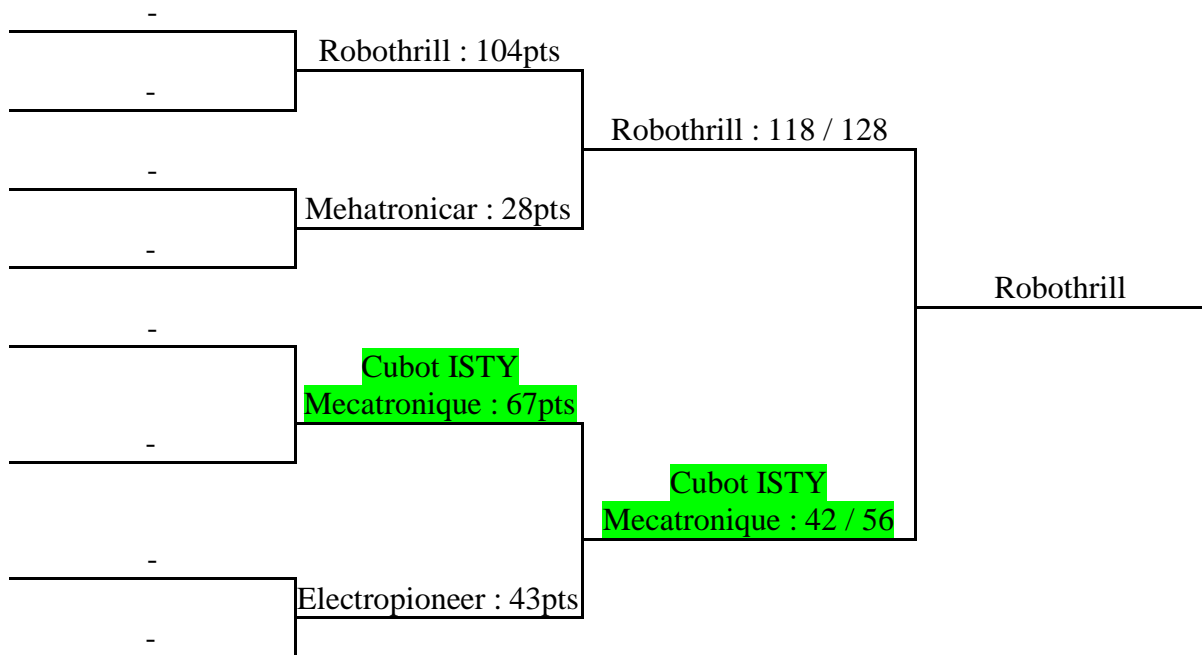 -
Robothrill : 104pts
-
Robothrill : 118 / 128
-
Mehatronicar : 28pts
-
Robothrill
-
Cubot ISTY
Mecatronique : 67pts
-
Cubot ISTY
Mecatronique : 42 / 56
-
Electropioneer : 43pts
-